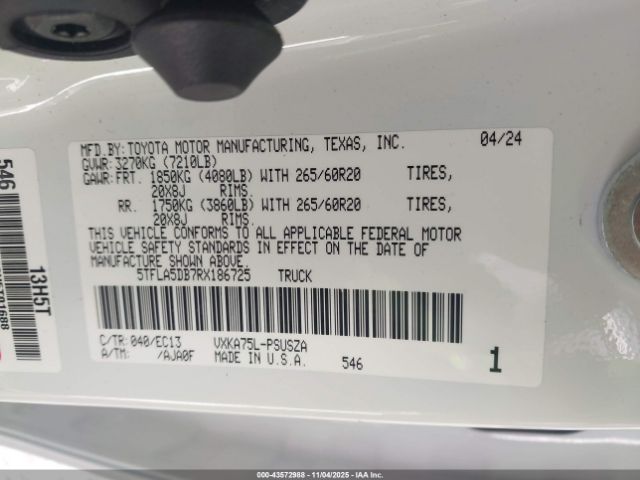 MFD. BY: TOYOTA MOTOR MANUFACTURING, TEXAS, INC. 04/24
GVWR: 3270KG (7210LB)
GAWR: FRT. 1850KG (4080LB) WITH 265/60R20 TIRES,
20X8J RIMS.
RR. 1750KG (3860LB) WITH 265/60R20 TIRES,
20X8J RIMS.
THIS VEHICLE CONFORMS TO ALL APPLICABLE FEDERAL MOTOR
VEHICLE SAFETY STANDARDS IN EFFECT ON THE DATE OF
MANUFACTURE SHOWN ABOVE.
5TFLA5DB7RX186725 TRUCK
C/TR: 040/EC13 VXKA75L-PSUSZA
A/TM: /AJA0F MADE IN U.S.A. 546 1
546
13H5T
000-43572988 - 11/04/2025 - IAAI.COM